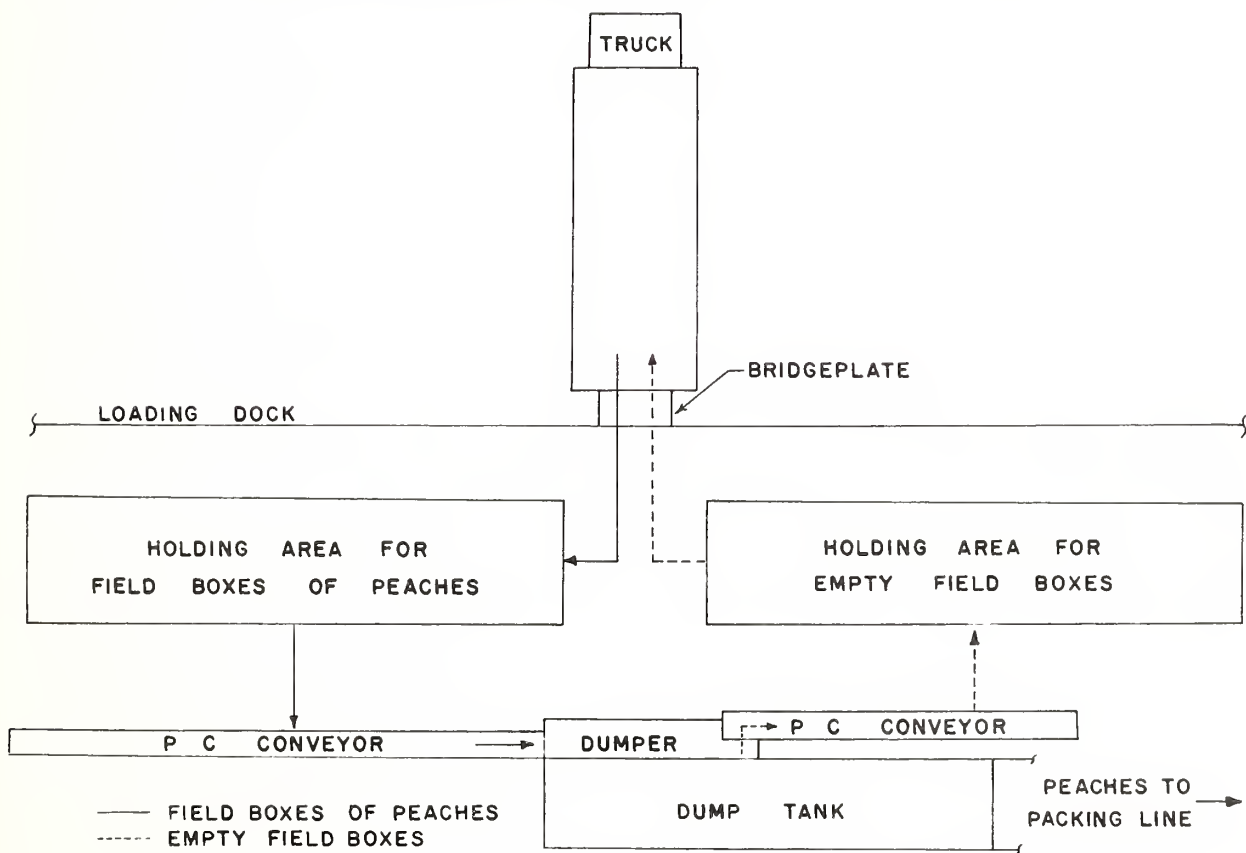 TRUCK
BRIDGEPLATE
LOADING DOCK
HOLDING AREA FOR
FIELD BOXES OF PEACHES
HOLDING AREA FOR
EMPTY FIELD BOXES
P C CONVEYOR
DUMPER
P C CONVEYOR
DUMP TANK
PEACHES TO
PACKING LINE
FIELD BOXES OF PEACHES
EMPTY FIELD BOXES